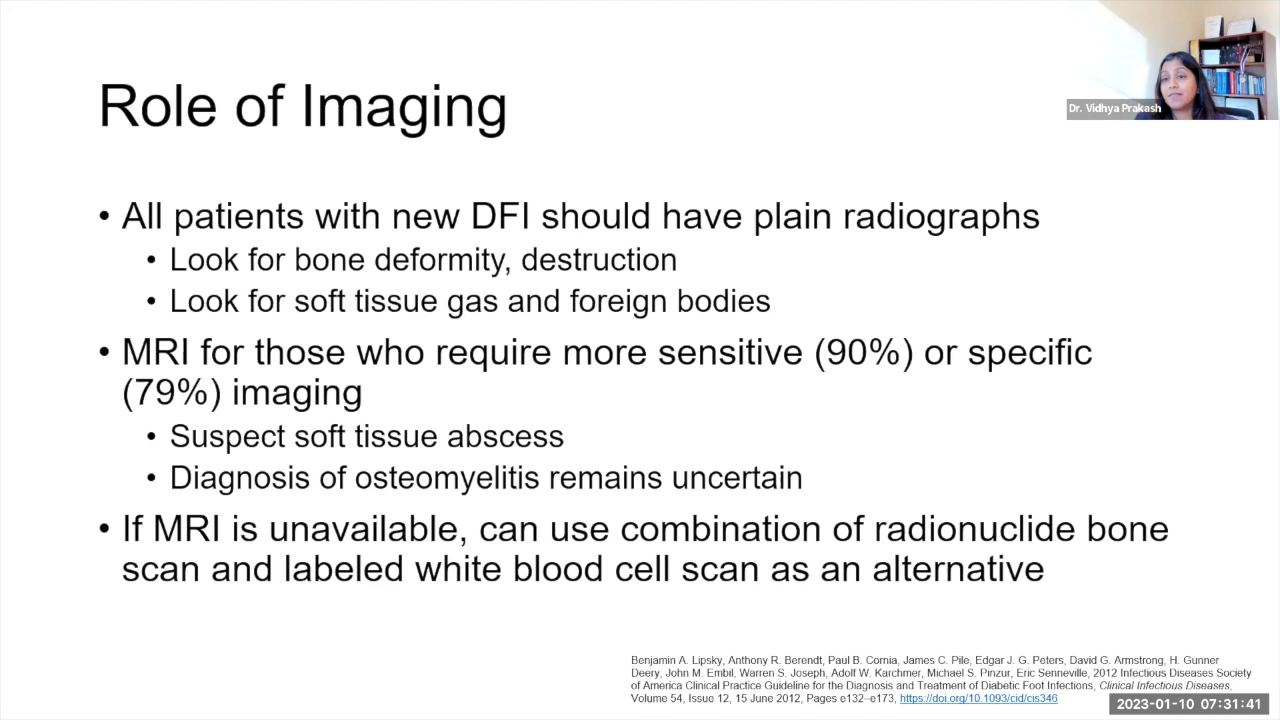 Role of Imaging
Dr. Vidhya Prakash
• All patients with new DFI should have plain radiographs
• Look for bone deformity, destruction
• Look for soft tissue gas and foreign bodies
• MRI for those who require more sensitive (90%) or specific
(79%) imaging
• Suspect soft tissue abscess
• Diagnosis of osteomyelitis remains uncertain
• If MRI is unavailable, can use combination of radionuclide bone
scan and labeled white blood cell scan as an alternative
Benjamin A. Lipsky, Anthony R. Berendt, Paul B. Cornia, James C. Pile, Edgar J. G. Peters, David G. Armstrong, H. Gunner
Deery, John M. Embil, Warren S. Joseph, Adolf W. Karchmer, Michael S. Pinzur, Eric Senneville, 2012 Infectious Diseases Society
of America Clinical Practice Guideline for the Diagnosis and Treatment of Diabetic Foot Infections, Clinical Infectious Diseases,
Volume 54, Issue 12, 15 June 2012, Pages e132–e173, https://doi.org/10.1093/cid/cis346
2023-01-10 07:31:41